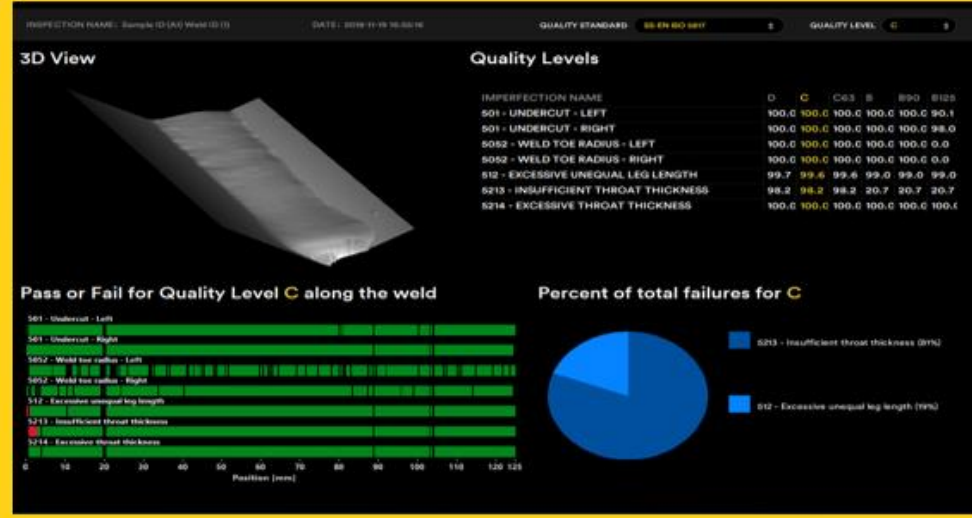 INSPECTION NAME: Sample ID (A1) Weld ID (1) DATE: 2019-11-19 QUALITY STANDARD SS-EN ISO 5817 QUALITY LEVEL C
3D View
Quality Levels
IMPERFECTION NAME D C C63 B B90 B125
501 - UNDERCUT - LEFT 100.0 100.0 100.0 100.0 100.0 90.1
501 - UNDERCUT - RIGHT 100.0 100.0 100.0 100.0 100.0 98.0
5052 - WELD TOE RADIUS - LEFT 100.0 100.0 100.0 100.0 100.0 0.0
5052 - WELD TOE RADIUS - RIGHT 100.0 100.0 100.0 100.0 100.0 0.0
512 - EXCESSIVE UNEQUAL LEG LENGTH 99.7 99.6 99.6 99.0 99.0 99.0
5213 - INSUFFICIENT THROAT THICKNESS 98.2 98.2 98.2 20.7 20.7 20.7
5214 - EXCESSIVE THROAT THICKNESS 100.0 100.0 100.0 100.0 100.0 100.0
Pass or Fail for Quality Level C along the weld
501 - Undercut - Left
501 - Undercut - Right
5052 - Weld toe radius - Left
5052 - Weld toe radius - Right
512 - Excessive unequal leg length
5213 - Insufficient throat thickness
5214 - Excessive throat thickness
0 10 20 30 40 50 60 70 80 90 100 110 120 125
Position [mm]
Percent of total failures for C
5213 - Insufficient throat thickness (81%)
512 - Excessive unequal leg length (19%)